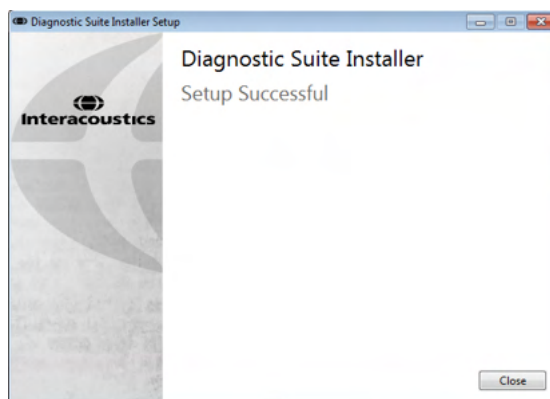 Diagnostic Suite Installer Setup
Diagnostic Suite Installer
Setup Successful
Interacoustics
Close